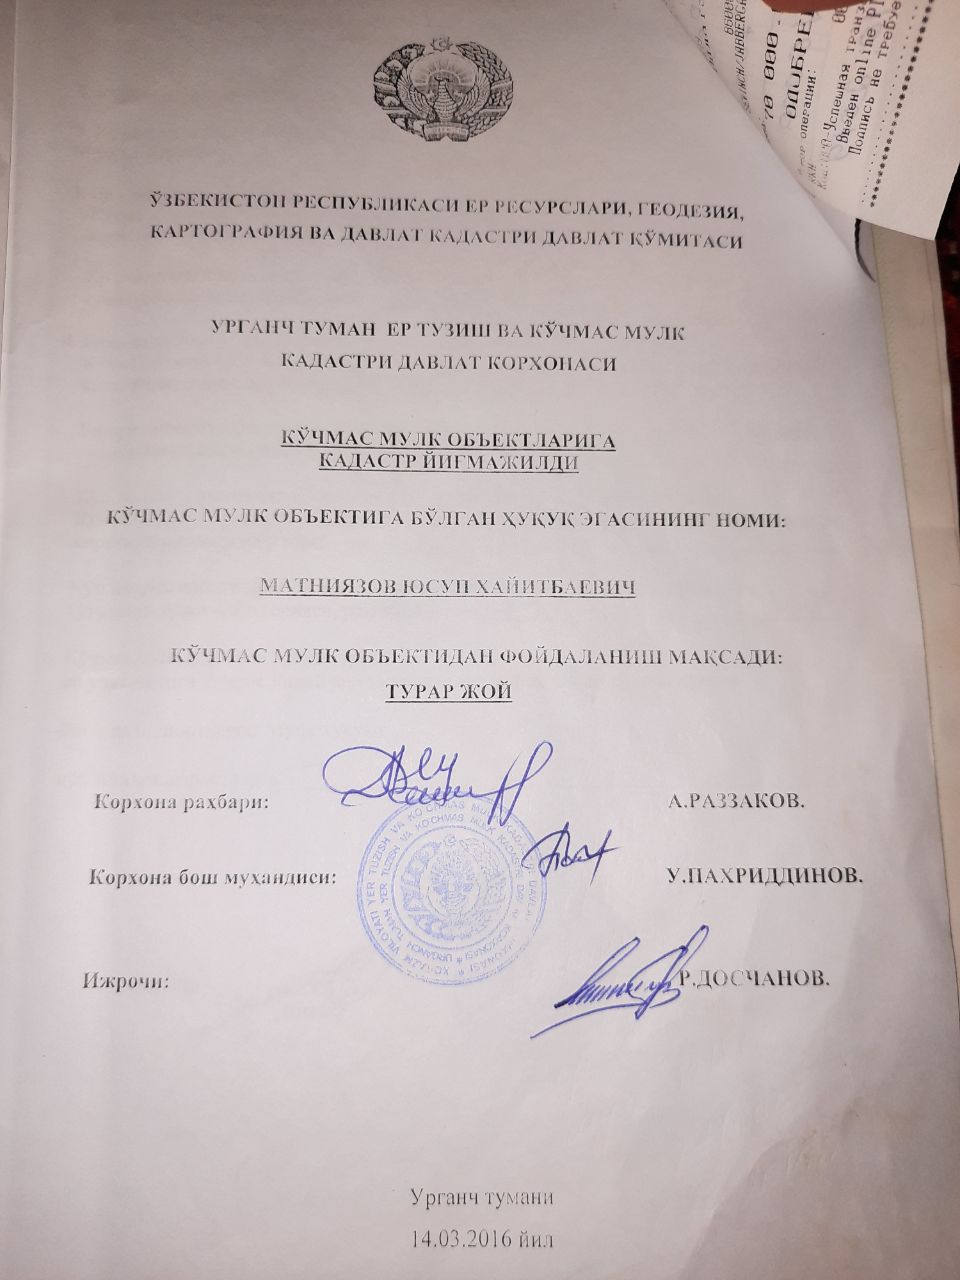 ЎЗБЕКИСТОН РЕСПУБЛИКАСИ ЕР РЕСУРСЛАРИ, ГЕОДЕЗИЯ,
КАРТОГРАФИЯ ВА ДАВЛАТ КАДАСТРИ ДАВЛАТ ҚЎМИТАСИ
УРГАНЧ ТУМАН ЕР ТУЗИШ ВА КЎЧМАС МУЛК
КАДАСТРИ ДАВЛАТ КОРХОНАСИ
КЎЧМАС МУЛК ОБЪЕКТЛАРИГА
КАДАСТР ЙИҒМАЖИЛДИ
КЎЧМАС МУЛК ОБЪЕКТИГА БЎЛГАН ҲУҚУҚ ЭГАСИНИНГ НОМИ:
МАТНИЯЗОВ ЮСУП ХАЙИТБАЕВИЧ
КЎЧМАС МУЛК ОБЪЕКТИДАН ФОЙДАЛАНИШ МАҚСАДИ:
ТУРАР ЖОЙ
Корхона рахбари: А.РАЗЗАКОВ.
Корхона бош мухандиси: У.ПАХРИДДИНОВ.
Ижрочи: Р.ДОСЧАНОВ.
Урганч тумани
14.03.2016 йил
70 000
операции:
Успешная
Введен online
Подпись не требуе